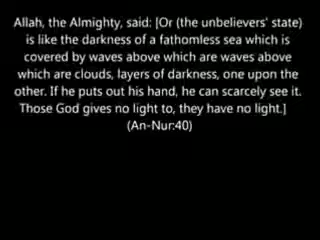 Allah, the Almighty, said: [Or (the unbelievers' state)
is like the darkness of a fathomless sea which is
covered by waves above which are waves above
which are clouds, layers of darkness, one upon the
other. If he puts out his hand, he can scarcely see it.
Those God gives no light to, they have no light.]
(An-Nur:40)